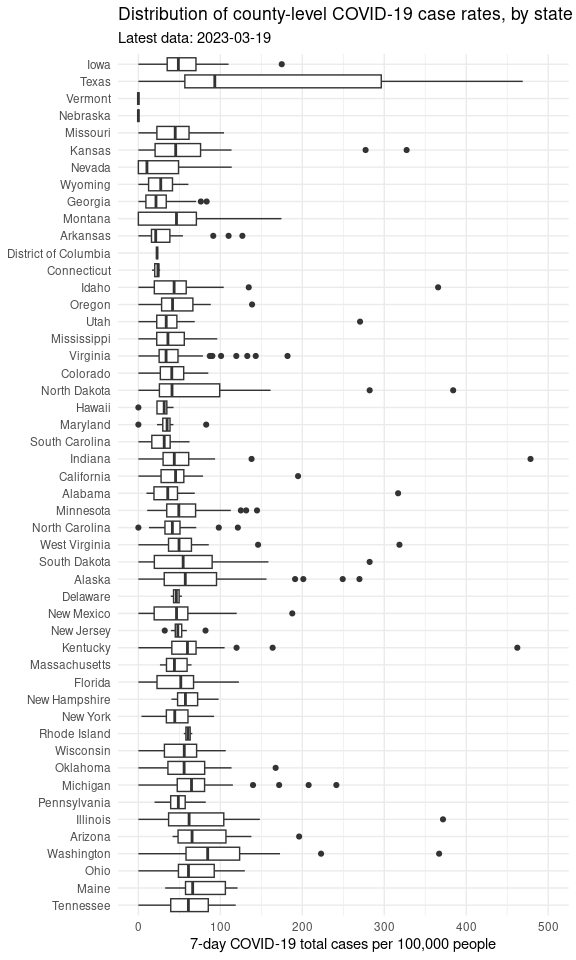 Distribution of county-level COVID-19 case rates, by state
Latest data: 2023-03-19
Iowa
Texas
Vermont
Nebraska
Missouri
Kansas
Nevada
Wyoming
Georgia
Montana
Arkansas
District of Columbia
Connecticut
Idaho
Oregon
Utah
Mississippi
Virginia
Colorado
North Dakota
Hawaii
Maryland
South Carolina
Indiana
California
Alabama
Minnesota
North Carolina
West Virginia
South Dakota
Alaska
Delaware
New Mexico
New Jersey
Kentucky
Massachusetts
Florida
New Hampshire
New York
Rhode Island
Wisconsin
Oklahoma
Michigan
Pennsylvania
Illinois
Arizona
Washington
Ohio
Maine
Tennessee
0 100 200 300 400 500
7-day COVID-19 total cases per 100,000 people